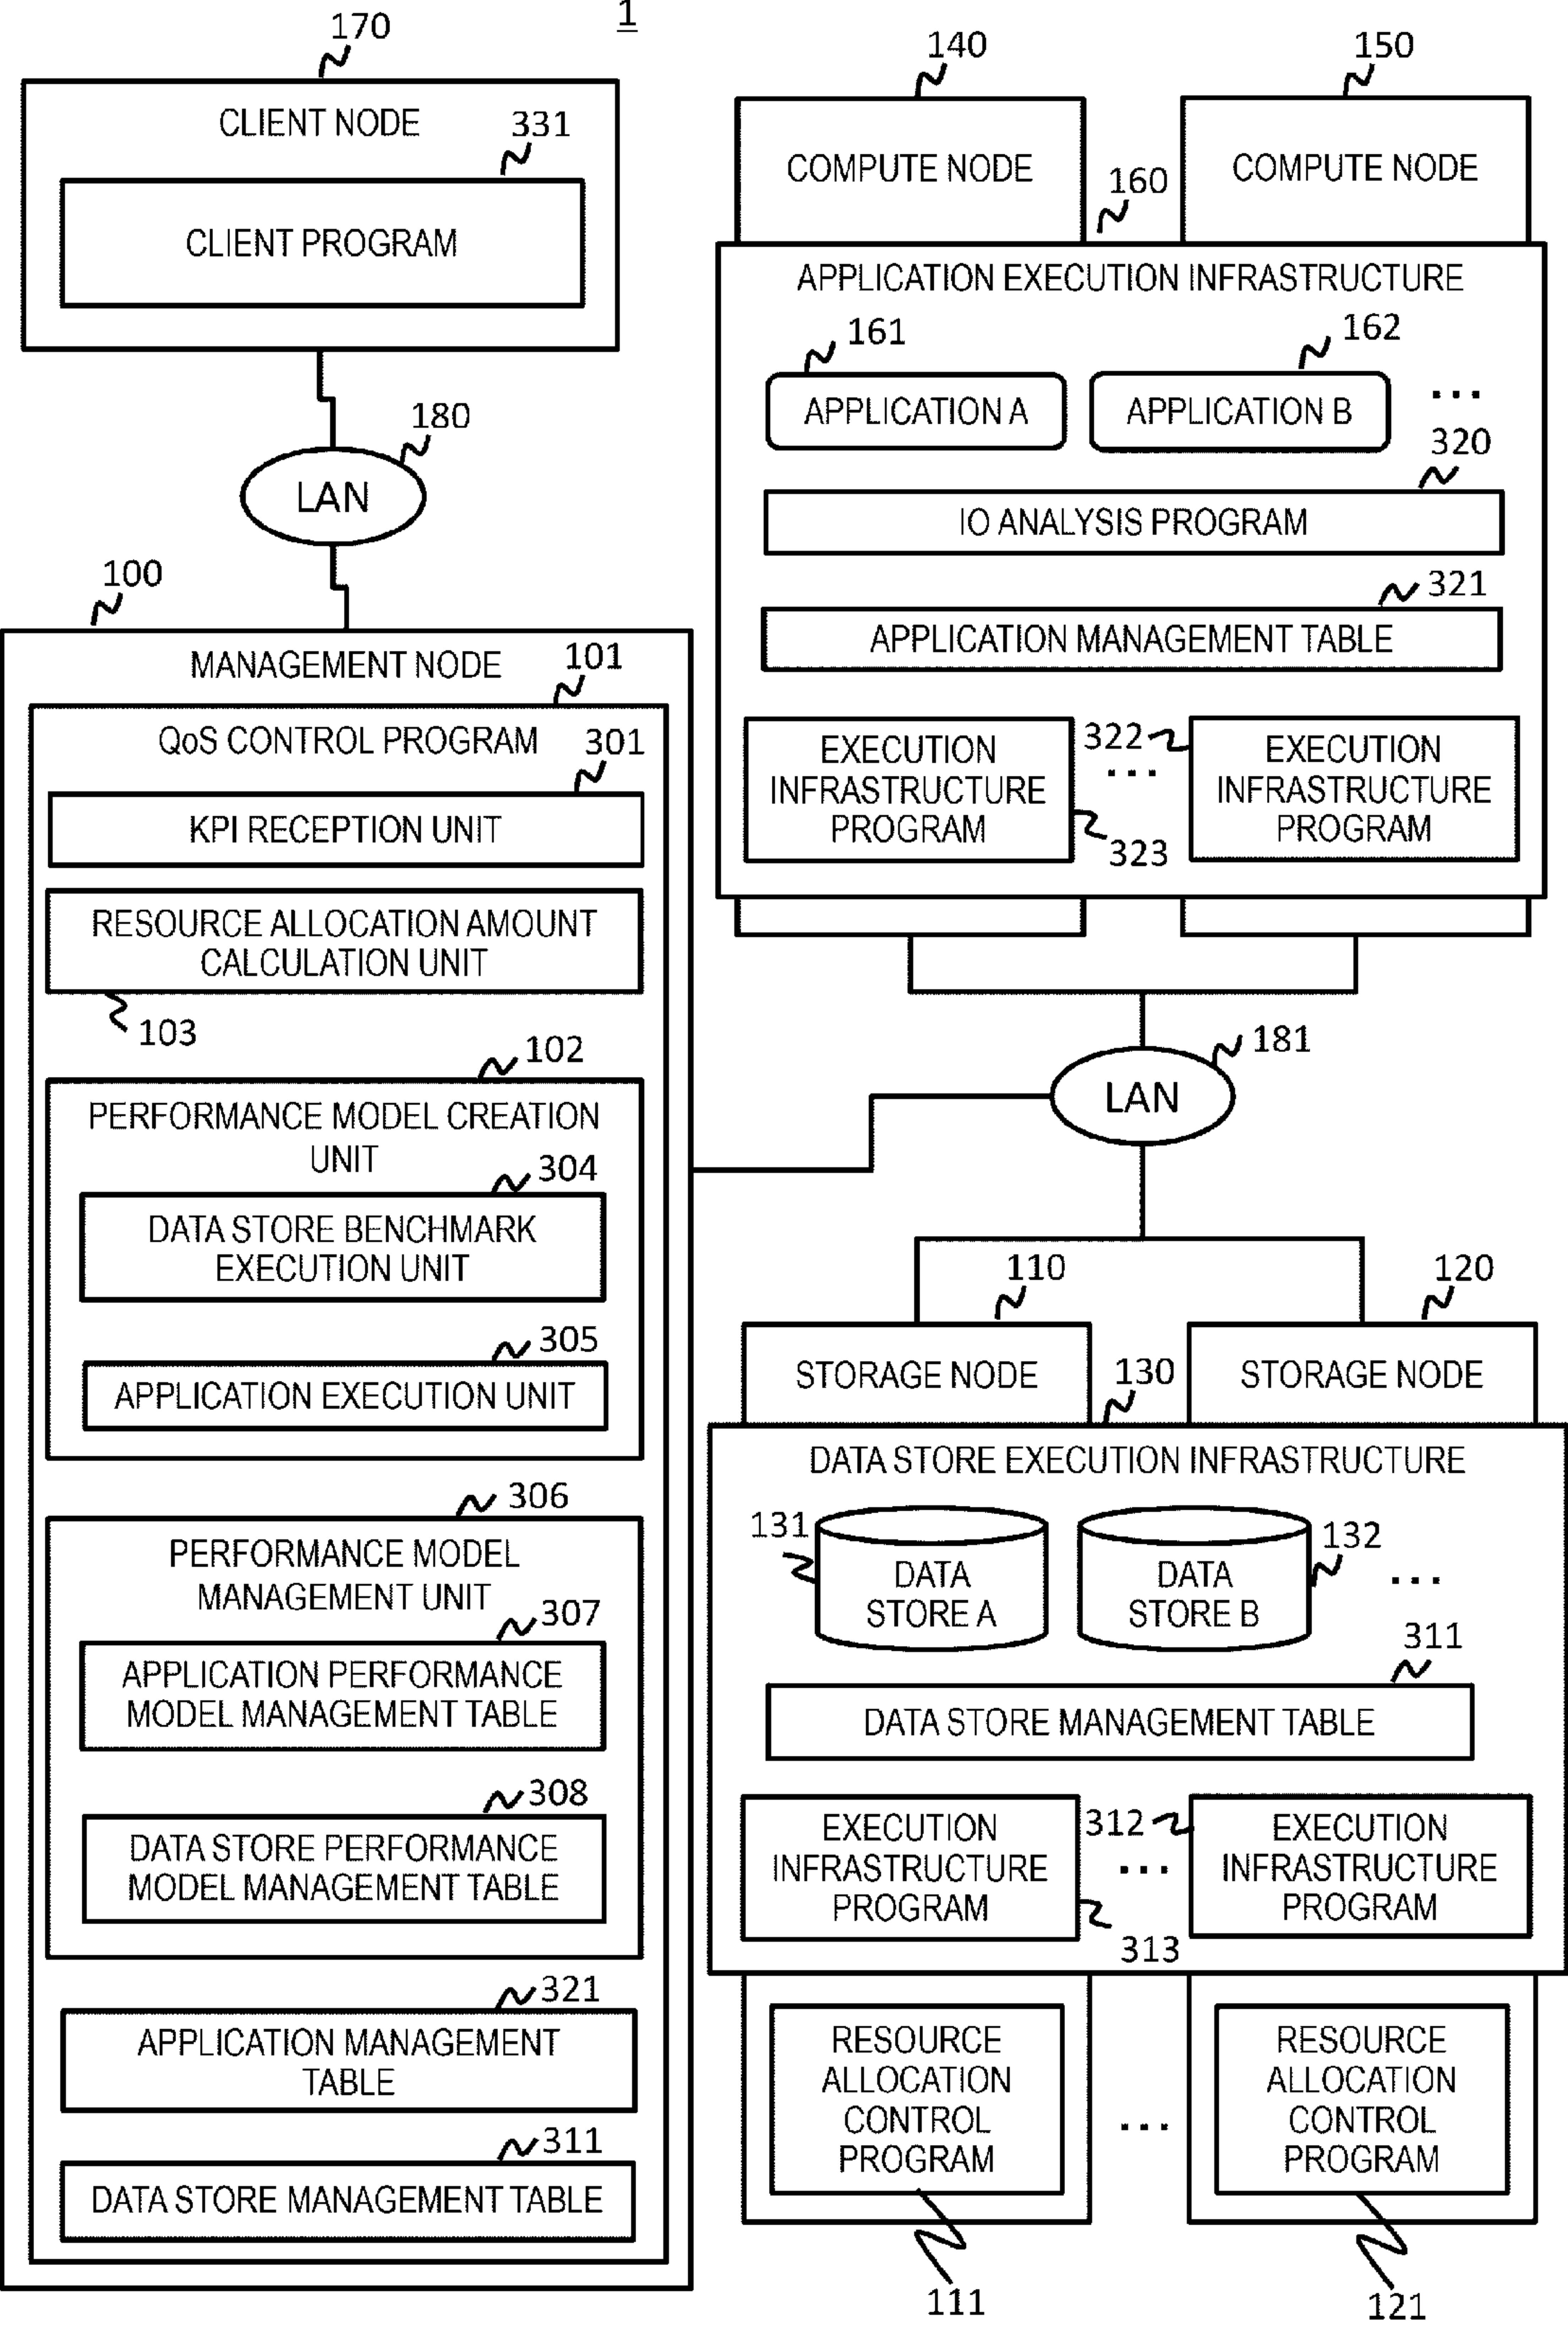 1
170
CLIENT NODE
331
CLIENT PROGRAM
180
LAN
100
MANAGEMENT NODE
101
QoS CONTROL PROGRAM
301
KPI RECEPTION UNIT
RESOURCE ALLOCATION AMOUNT
CALCULATION UNIT
103
102
PERFORMANCE MODEL CREATION
UNIT
304
DATA STORE BENCHMARK
EXECUTION UNIT
305
APPLICATION EXECUTION UNIT
306
PERFORMANCE MODEL
MANAGEMENT UNIT
307
APPLICATION PERFORMANCE
MODEL MANAGEMENT TABLE
308
DATA STORE PERFORMANCE
MODEL MANAGEMENT TABLE
321
APPLICATION MANAGEMENT
TABLE
311
DATA STORE MANAGEMENT TABLE
140
150
COMPUTE NODE
COMPUTE NODE
160
APPLICATION EXECUTION INFRASTRUCTURE
161
162
APPLICATION A
APPLICATION B
...
320
IO ANALYSIS PROGRAM
321
APPLICATION MANAGEMENT TABLE
EXECUTION
INFRASTRUCTURE
PROGRAM
323
322
...
EXECUTION
INFRASTRUCTURE
PROGRAM
181
LAN
110
120
STORAGE NODE
STORAGE NODE
130
DATA STORE EXECUTION INFRASTRUCTURE
131
DATA
STORE A
DATA
STORE B
132
...
311
DATA STORE MANAGEMENT TABLE
EXECUTION
INFRASTRUCTURE
PROGRAM
313
312
...
EXECUTION
INFRASTRUCTURE
PROGRAM
RESOURCE
ALLOCATION
CONTROL
PROGRAM
...
RESOURCE
ALLOCATION
CONTROL
PROGRAM
111
121